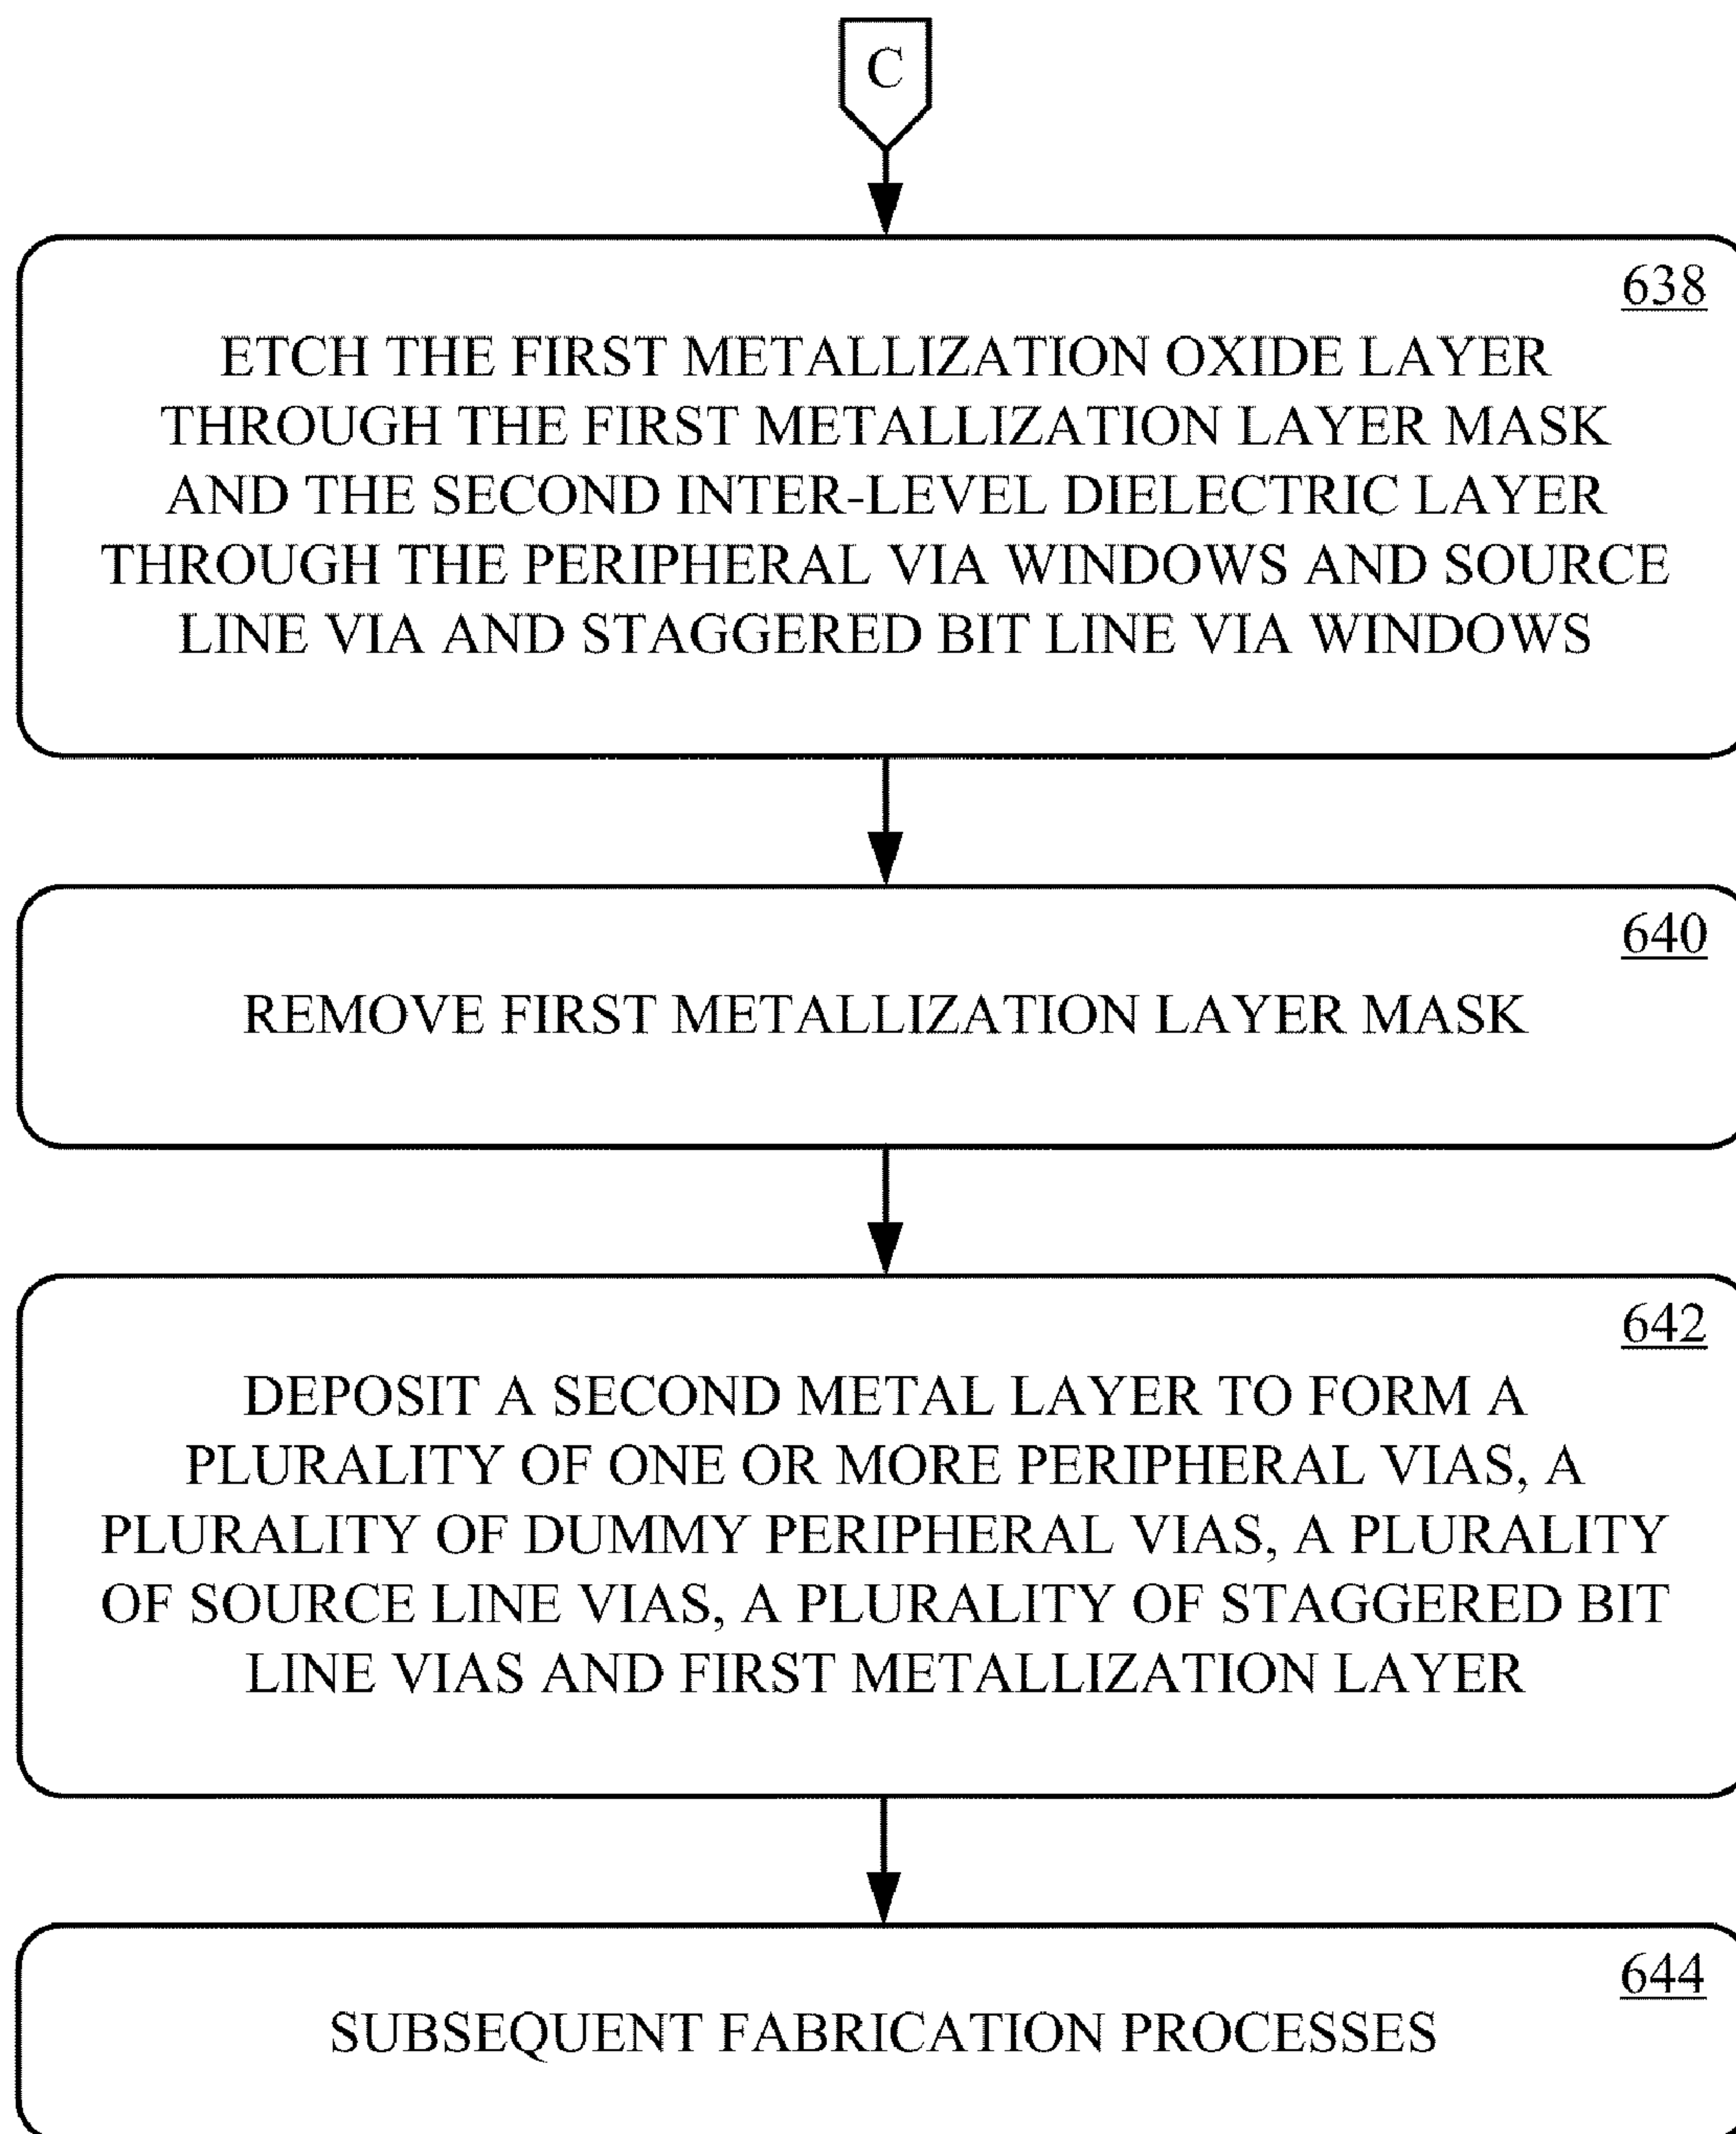 C
638
ETCH THE FIRST METALLIZATION OXIDE LAYER
THROUGH THE FIRST METALLIZATION LAYER MASK
AND THE SECOND INTER-LEVEL DIELECTRIC LAYER
THROUGH THE PERIPHERAL VIA WINDOWS AND SOURCE
LINE VIA AND STAGGERED BIT LINE VIA WINDOWS
640
REMOVE FIRST METALLIZATION LAYER MASK
642
DEPOSIT A SECOND METAL LAYER TO FORM A
PLURALITY OF ONE OR MORE PERIPHERAL VIAS, A
PLURALITY OF DUMMY PERIPHERAL VIAS, A PLURALITY
OF SOURCE LINE VIAS, A PLURALITY OF STAGGERED BIT
LINE VIAS AND FIRST METALLIZATION LAYER
644
SUBSEQUENT FABRICATION PROCESSES